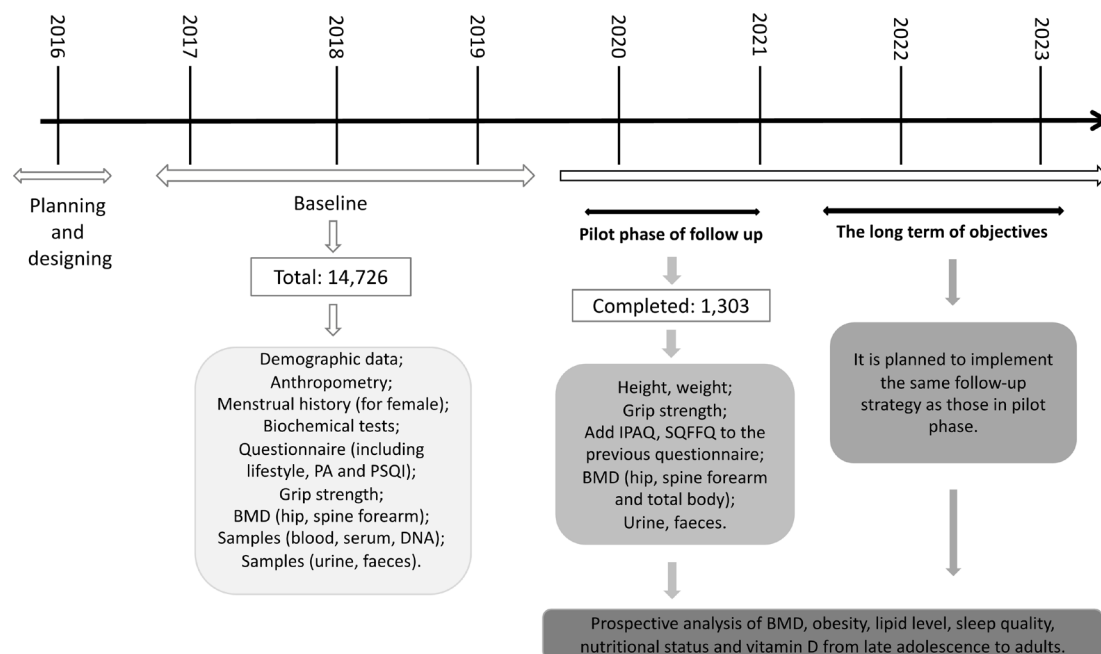 2016
2017
2018
2019
2020
2021
2022
2023
Planning
and
designing
Baseline
Total: 14,726
Demographic data;
Anthropometry;
Menstrual history (for female);
Biochemical tests;
Questionnaire (including
lifestyle, PA and PSQI);
Grip strength;
BMD (hip, spine forearm);
Samples (blood, serum, DNA);
Samples (urine, faeces).
Pilot phase of follow up
Completed: 1,303
Height, weight;
Grip strength;
Add IPAQ, SQFFQ to the
previous questionnaire;
BMD (hip, spine forearm
and total body);
Urine, faeces.
The long term of objectives
It is planned to implement
the same follow-up
strategy as those in pilot
phase.
Prospective analysis of BMD, obesity, lipid level, sleep quality,
nutritional status and vitamin D from late adolescence to adults.